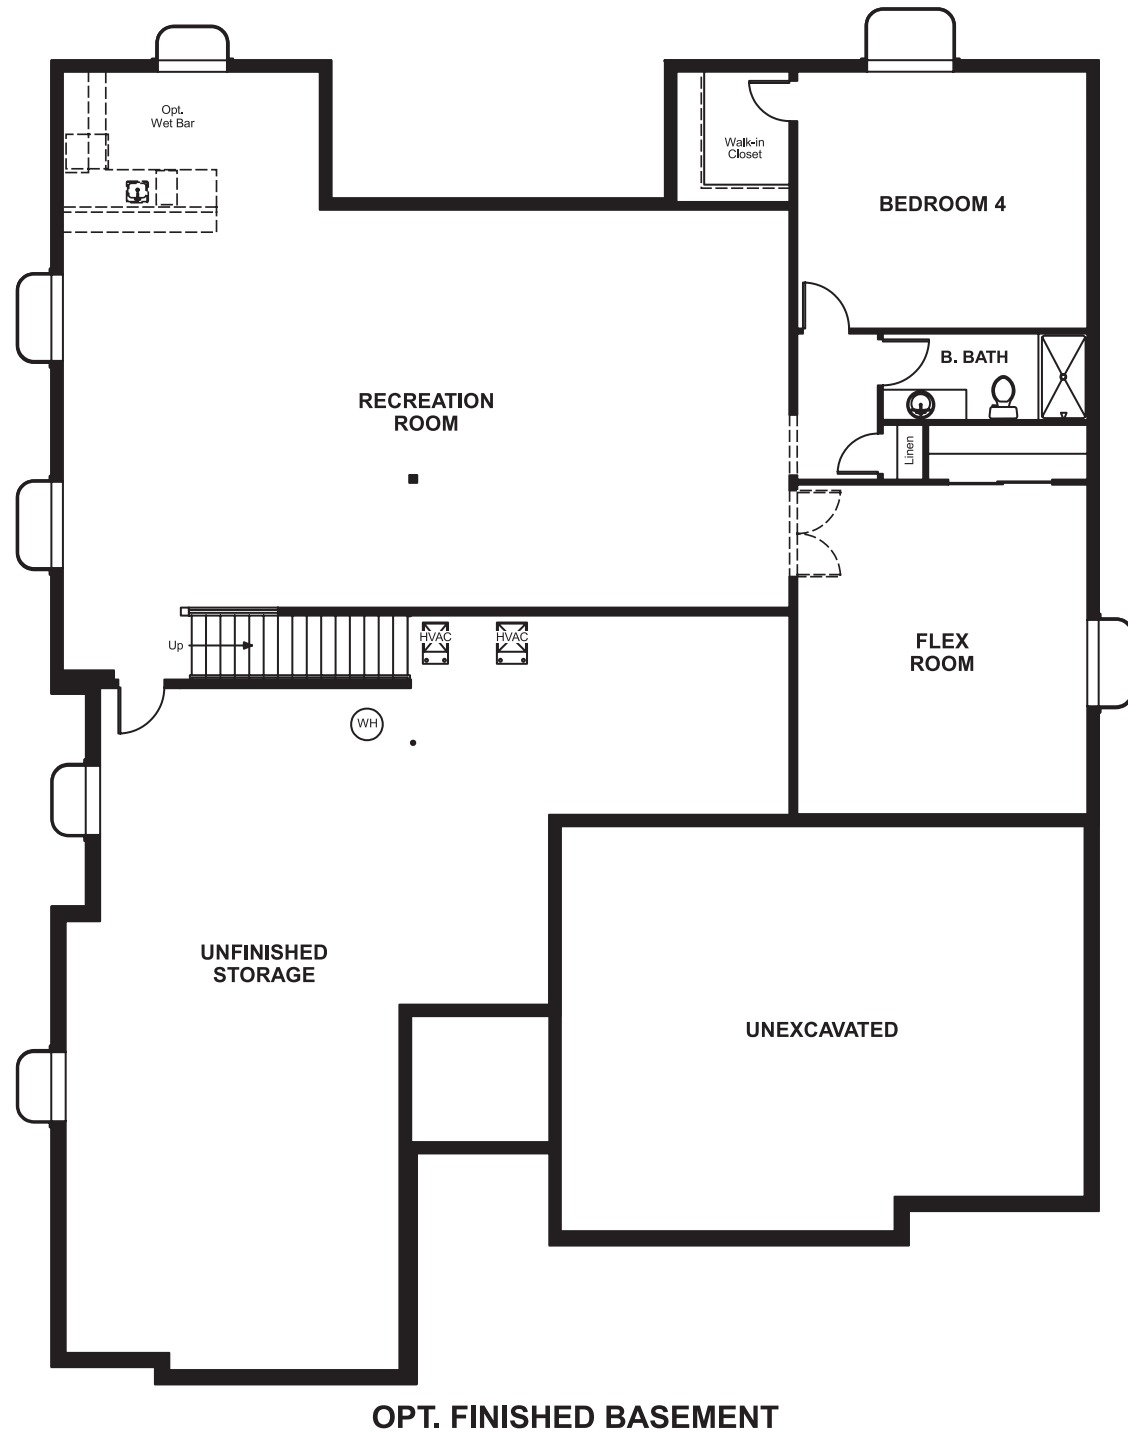 Opt.
Wet Bar
Walk-in
Closet
BEDROOM 4
B. BATH
RECREATION
ROOM
Linen
Up
HVAC
HVAC
FLEX
ROOM
WH
UNFINISHED
STORAGE
UNEXCAVATED
OPT. FINISHED BASEMENT